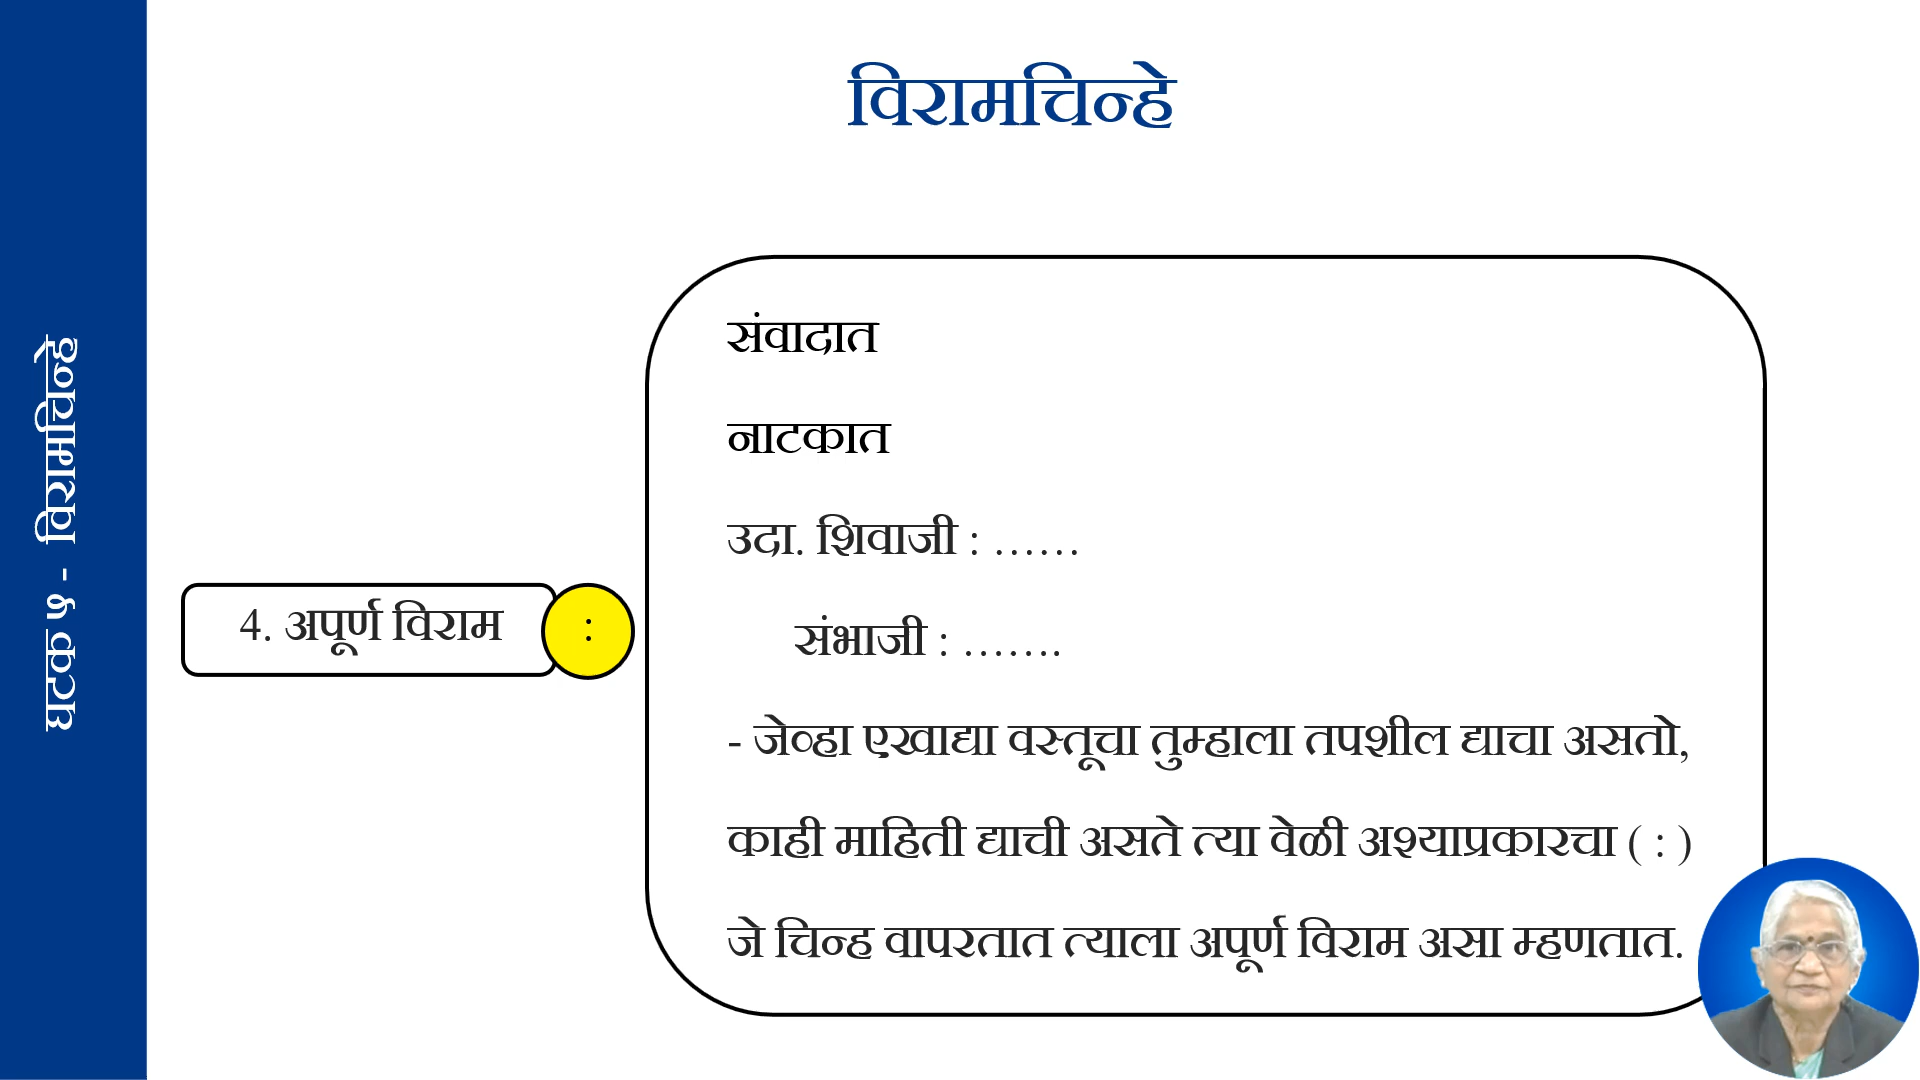 विरामचिन्हे
घटक ५ - विरामचिन्हे
4. अपूर्ण विराम
:
संवादात
नाटकात
उदा. शिवाजी : ......
संभाजी : .......
- जेव्हा एखाद्या वस्तूचा तुम्हाला तपशील द्याचा असतो,
काही माहिती द्याची असते त्या वेळी अश्याप्रकारचा ( : )
जे चिन्ह वापरतात त्याला अपूर्ण विराम असा म्हणतात.